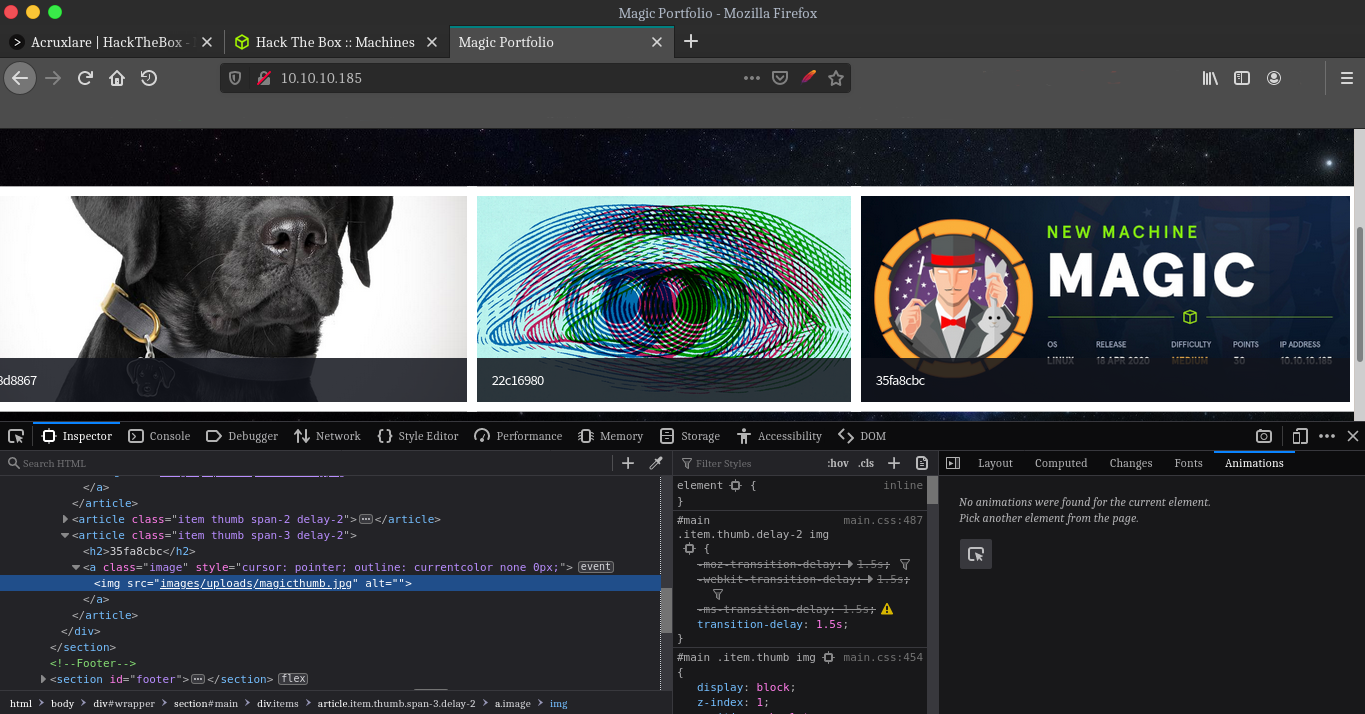 Magic Portfolio - Mozilla Firefox
Acruxlare | HackTheBox -
Hack The Box :: Machines
Magic Portfolio
10.10.10.185
3d8867
22c16980
35fa8cbc
NEW MACHINE
MAGIC
OS RELEASE DIFFICULTY POINTS IP ADDRESS
LINUX 18 APR 2020 MEDIUM 30 10.10.10.185
Inspector Console Debugger Network Style Editor Performance Memory Storage Accessibility DOM
Search HTML
</a>
</article>
<article class="item thumb span-2 delay-2"></article>
<article class="item thumb span-3 delay-2">
<h2>35fa8cbc</h2>
<a class="image" style="cursor: pointer; outline: currentcolor none 0px;"> event
<img src="images/uploads/magicthumb.jpg" alt="">
</a>
</article>
</div>
</section>
<!--Footer-->
<section id="footer"></section> flex
html body div#wrapper section#main div.items article.item.thumb.span-3.delay-2 a.image img
Filter Styles :hov .cls
element { inline
}
#main main.css:487
.item.thumb.delay-2 img
{
-moz-transition-delay: 1.5s;
-webkit-transition-delay: 1.5s;
-ms-transition-delay: 1.5s;
transition-delay: 1.5s;
}
#main .item.thumb img main.css:454
{
display: block;
z-index: 1;
Layout Computed Changes Fonts Animations
No animations were found for the current element.
Pick another element from the page.